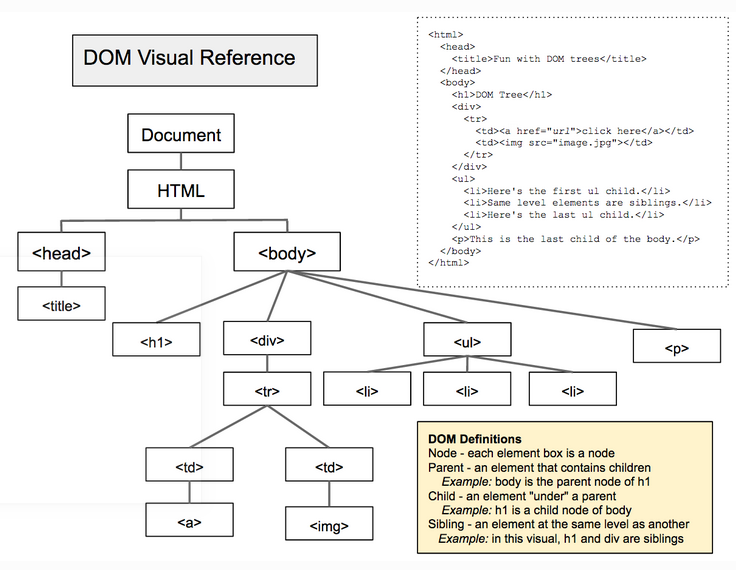 DOM Visual Reference
<html>
<head>
<title>Fun with DOM trees</title>
</head>
<body>
<h1>DOM Tree</h1>
<div>
<tr>
<td><a href="url">click here</a></td>
<td><img src="image.jpg"></td>
</tr>
</div>
<ul>
<li>Here's the first ul child.</li>
<li>Same level elements are siblings.</li>
<li>Here's the last ul child.</li>
</ul>
<p>This is the last child of the body.</p>
</body>
</html>
Document
HTML
<head>
<body>
<title>
<h1>
<div>
<ul>
<p>
<tr>
<li>
<li>
<li>
<td>
<td>
<a>
<img>
DOM Definitions
Node - each element box is a node
Parent - an element that contains children
Example: body is the parent node of h1
Child - an element "under" a parent
Example: h1 is a child node of body
Sibling - an element at the same level as another
Example: in this visual, h1 and div are siblings